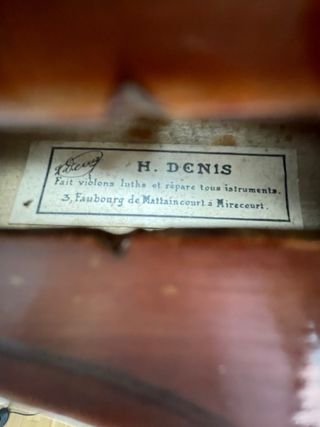 H. DENIS
Fait violons luths et répare tous istruments.
3, Faubourg de Mattaincourt à Mirecourt.